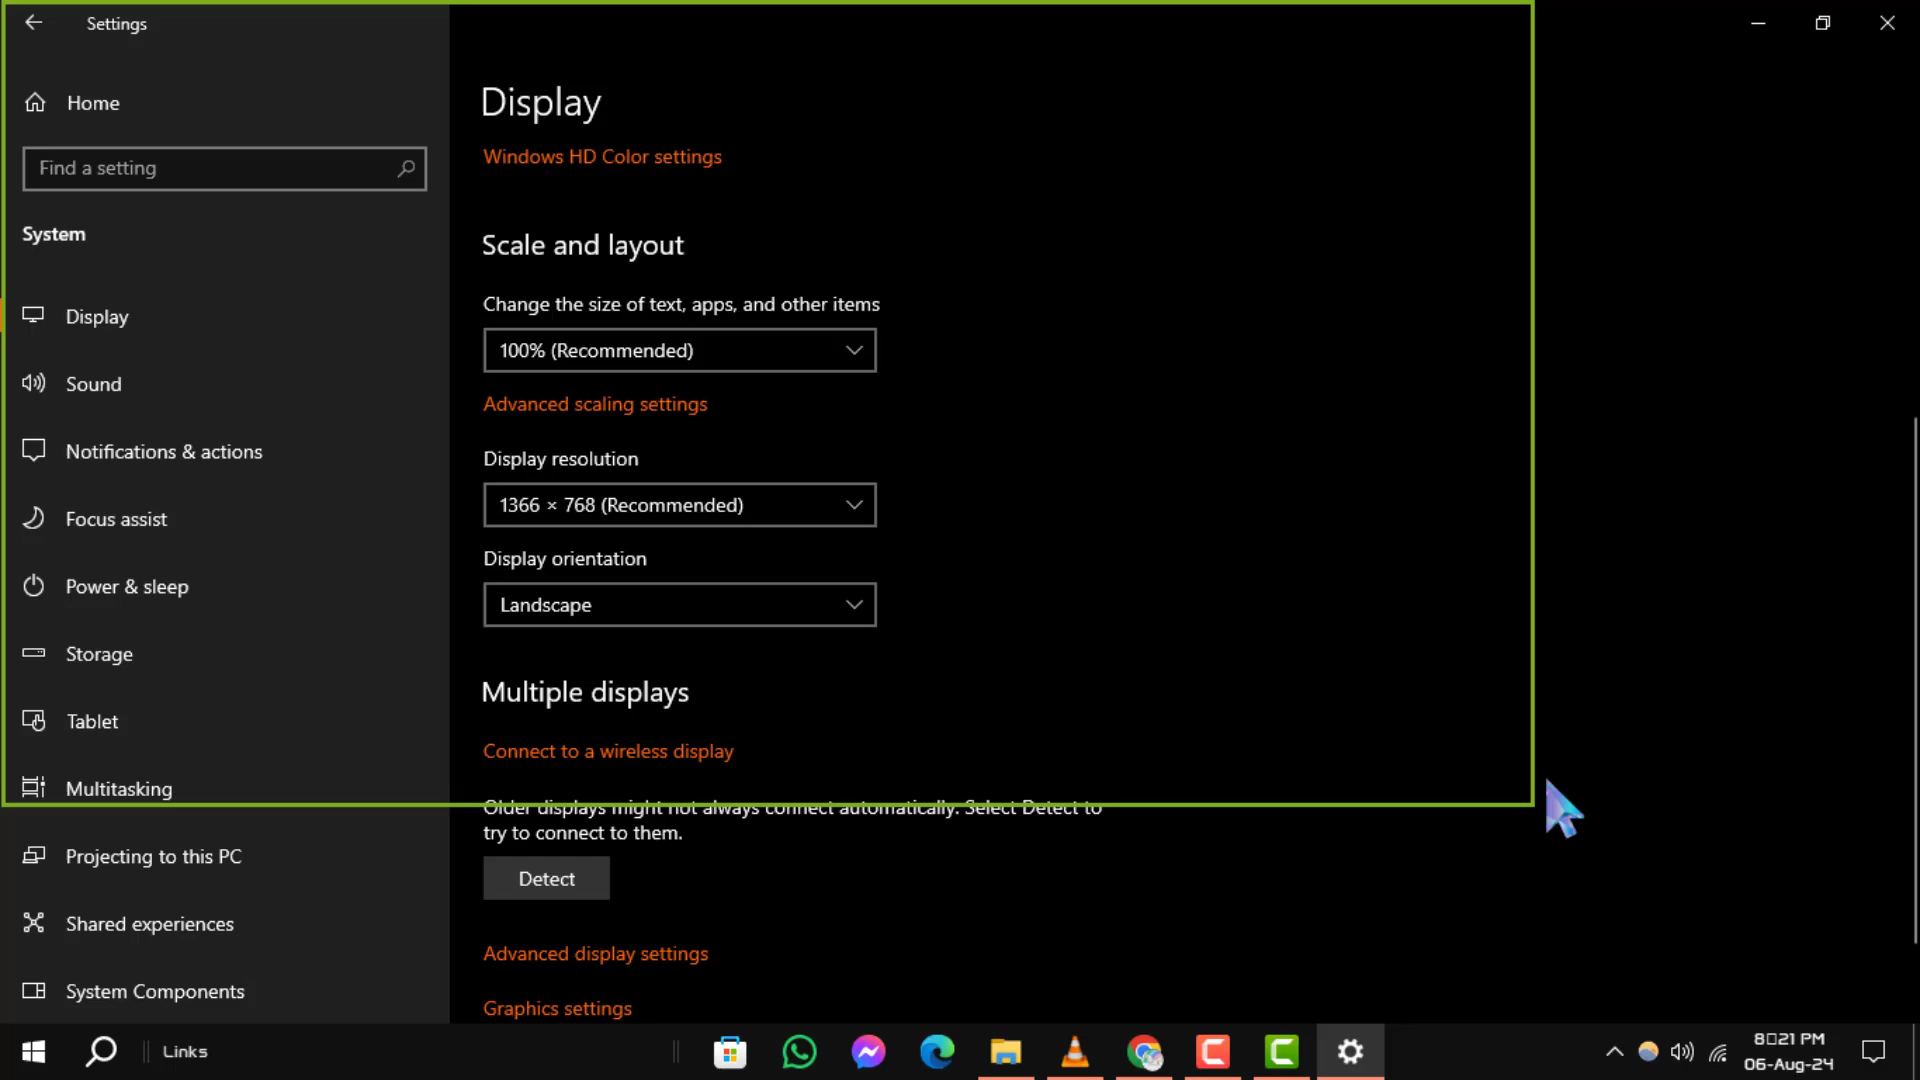 Settings
Home
Find a setting
System
Display
Sound
Notifications & actions
Focus assist
Power & sleep
Storage
Tablet
Multitasking
Projecting to this PC
Shared experiences
System Components
Display
Windows HD Color settings
Scale and layout
Change the size of text, apps, and other items
100% (Recommended)
Advanced scaling settings
Display resolution
1366 × 768 (Recommended)
Display orientation
Landscape
Multiple displays
Connect to a wireless display
Older displays might not always connect automatically. Select Detect to
try to connect to them.
Detect
Advanced display settings
Graphics settings
Links
8▯21 PM
06-Aug-24